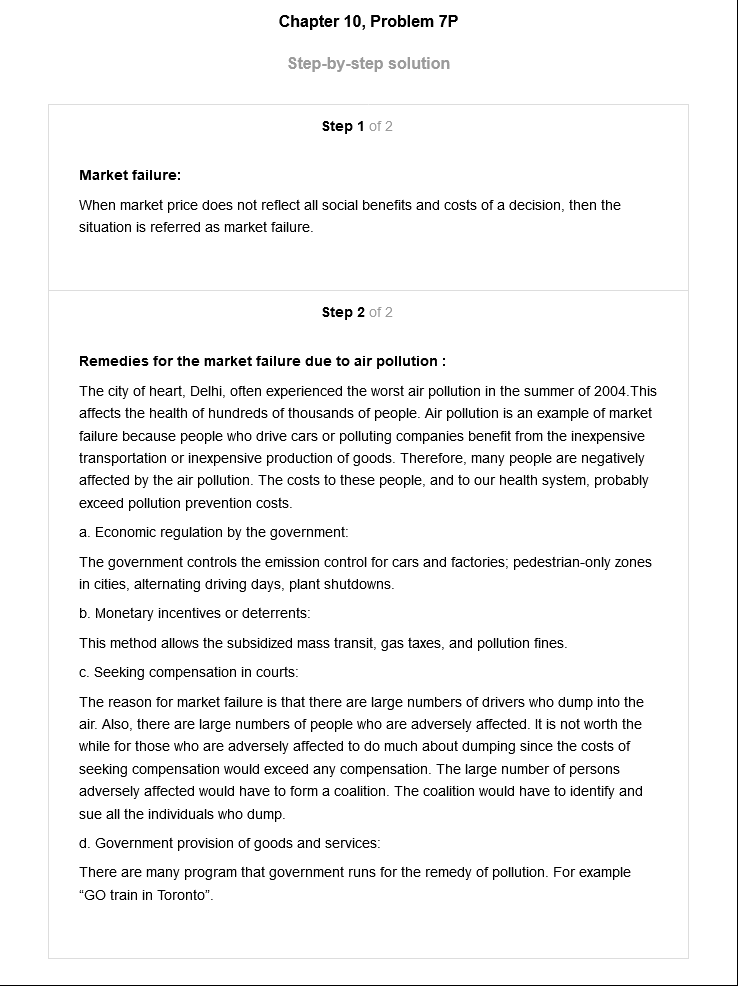 Chapter 10, Problem 7P
Step-by-step solution
Step 1 of 2
Market failure:
When market price does not reflect all social benefits and costs of a decision, then the
situation is referred as market failure.
Step 2 of 2
Remedies for the market failure due to air pollution :
The city of heart, Delhi, often experienced the worst air pollution in the summer of 2004.This
affects the health of hundreds of thousands of people. Air pollution is an example of market
failure because people who drive cars or polluting companies benefit from the inexpensive
transportation or inexpensive production of goods. Therefore, many people are negatively
affected by the air pollution. The costs to these people, and to our health system, probably
exceed pollution prevention costs.
a. Economic regulation by the government:
The government controls the emission control for cars and factories; pedestrian-only zones
in cities, alternating driving days, plant shutdowns.
b. Monetary incentives or deterrents:
This method allows the subsidized mass transit, gas taxes, and pollution fines.
c. Seeking compensation in courts:
The reason for market failure is that there are large numbers of drivers who dump into the
air. Also, there are large numbers of people who are adversely affected. It is not worth the
while for those who are adversely affected to do much about dumping since the costs of
seeking compensation would exceed any compensation. The large number of persons
adversely affected would have to form a coalition. The coalition would have to identify and
sue all the individuals who dump.
d. Government provision of goods and services:
There are many program that government runs for the remedy of pollution. For example
“GO train in Toronto”.